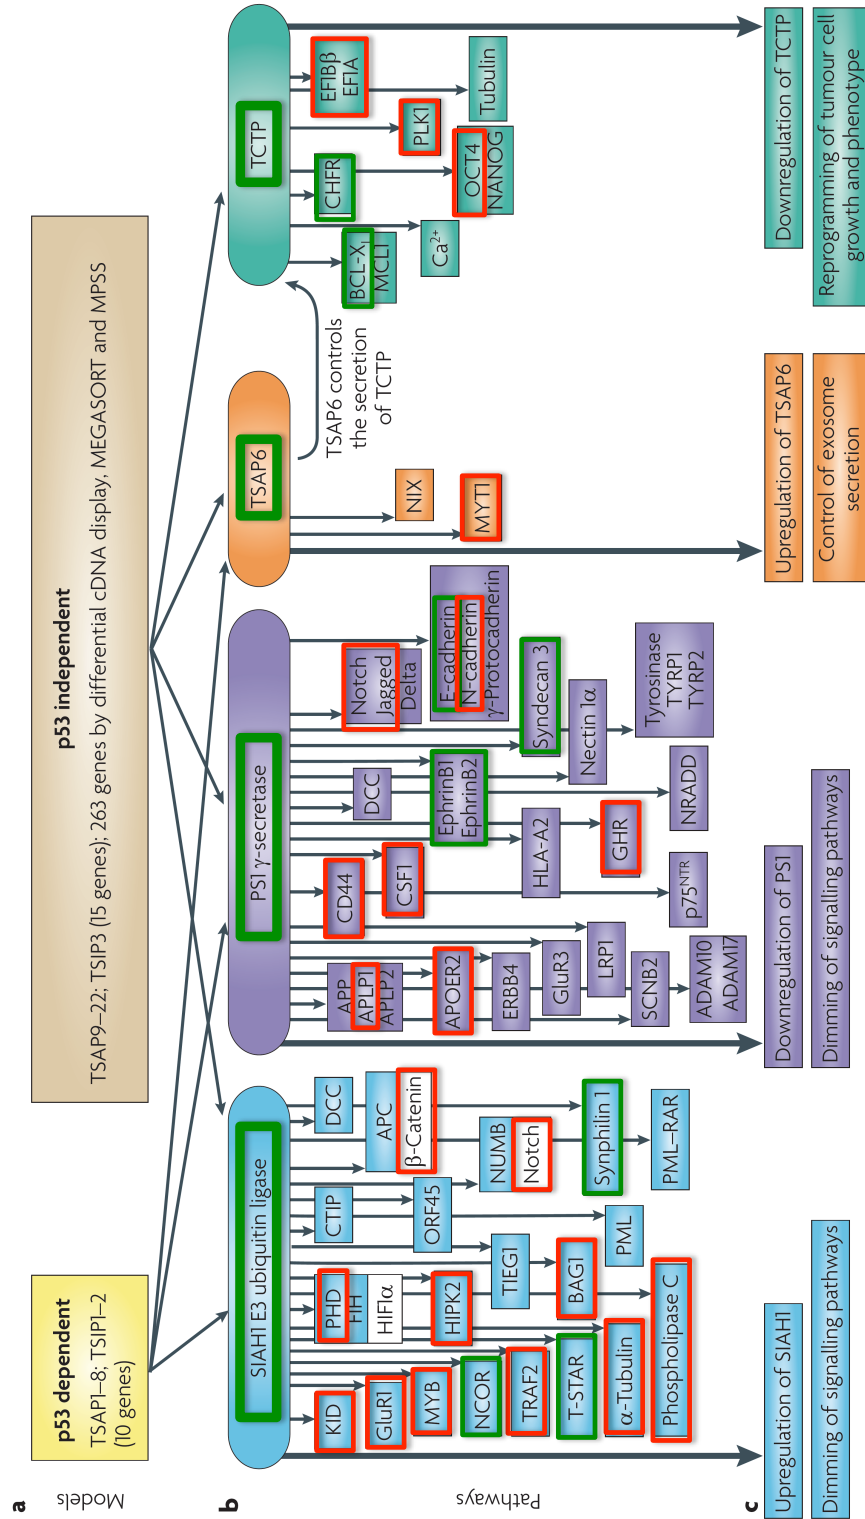 a
Models
p53 dependent
TSAP1–8; TSIP1–2
(10 genes)
p53 independent
TSAP9–22; TSIP3 (15 genes); 263 genes by differential cDNA display, MEGASORT and MPSS
b
Pathways
SIAH1 E3 ubiquitin ligase
KID
GluR1
MYB
NCOR
TRAF2
T-STAR
α-Tubulin
Phospholipase C
PHD
FIH
HIF1α
HIPK2
TIEG1
BAG1
CTIP
ORF45
PML
DCC
APC
β-Catenin
NUMB
Notch
Synphilin 1
PML–RAR
PS1 γ-secretase
APP
APLP1
APLP2
APOER2
ERBB4
GluR3
LRP1
SCNB2
ADAM10
ADAM17
CD44
CSF1
p75NTR
DCC
EphrinB1
EphrinB2
HLA-A2
GHR
NRADD
Notch
Jagged
Delta
E-cadherin
N-cadherin
γ-Protocadherin
Syndecan 3
Nectin 1α
Tyrosinase
TYRP1
TYRP2
TSAP6
NIX
MYT1
TSAP6 controls
the secretion
of TCTP
TCTP
BCL-XL
MCL1
Ca2+
CHFR
OCT4
NANOG
PLK1
EF1Bβ
EF1A
Tubulin
c
Upregulation of SIAH1
Dimming of signalling pathways
Downregulation of PS1
Dimming of signalling pathways
Upregulation of TSAP6
Control of exosome
secretion
Downregulation of TCTP
Reprogramming of tumour cell
growth and phenotype